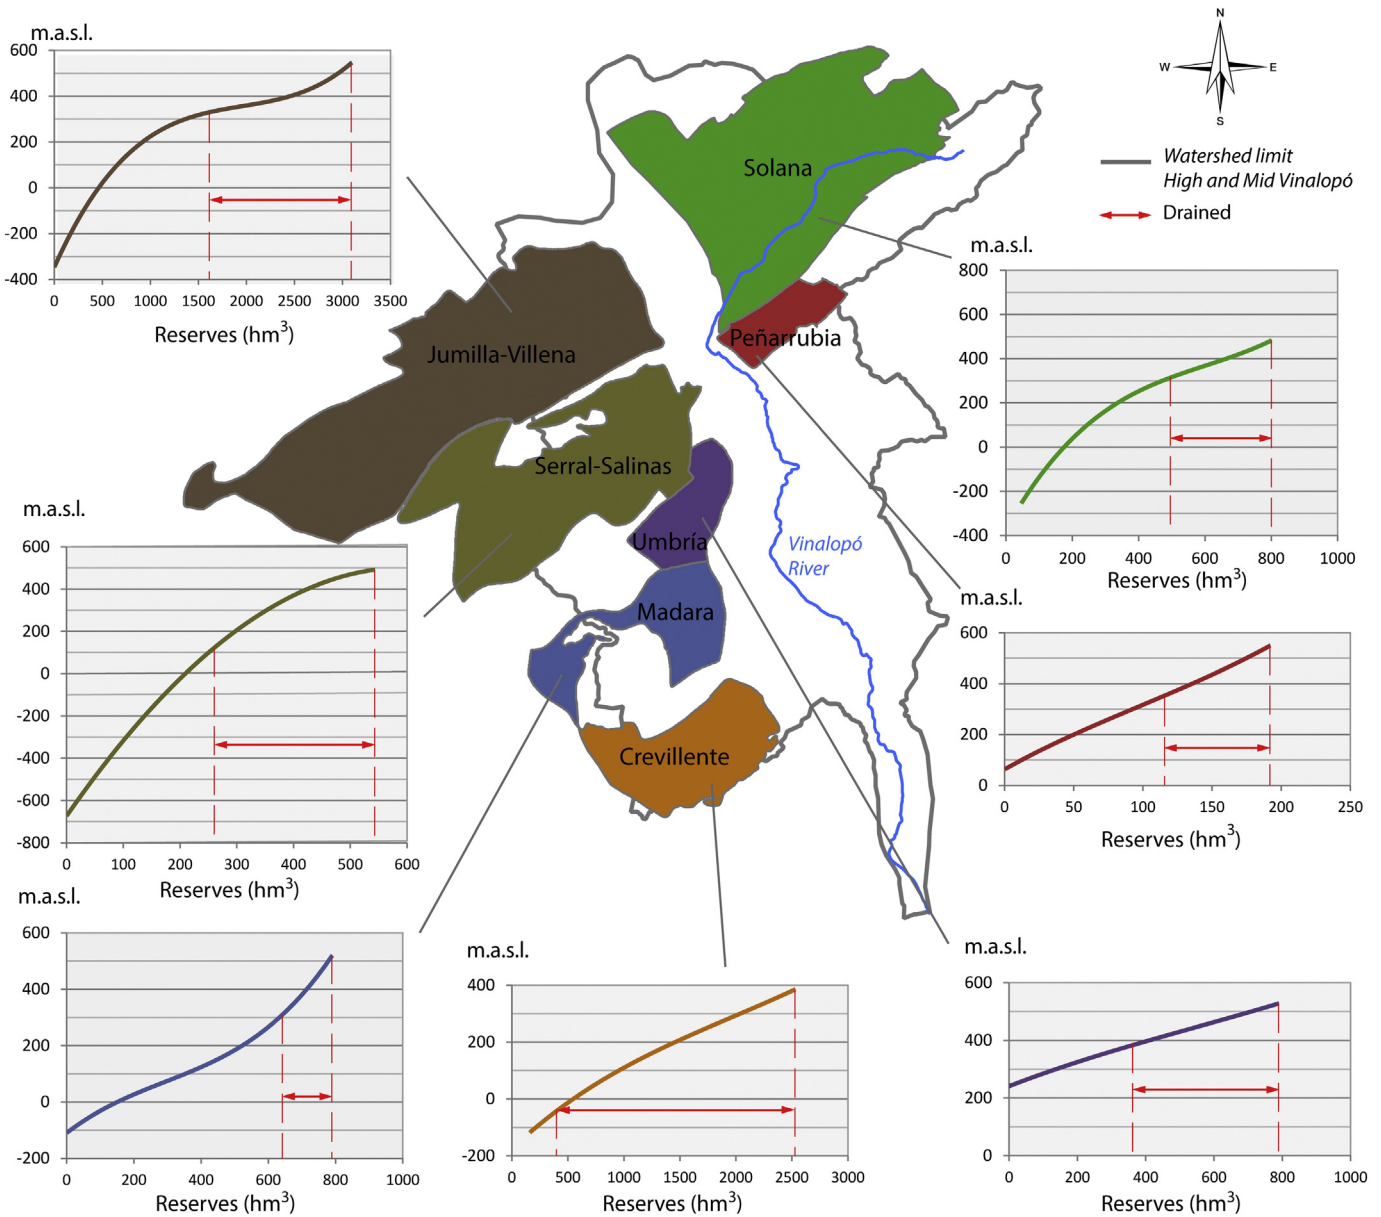 m.a.s.l.
600
400
200
0
-200
-400
0 500 1000 1500 2000 2500 3000 3500
Reserves (hm³)
N
W E
S
Watershed limit
High and Mid Vinalopó
Drained
Solana
Peñarrubia
Jumilla-Villena
Serral-Salinas
Umbría
Madara
Crevillente
Vinalopó
River
m.a.s.l.
800
600
400
200
0
-200
-400
0 200 400 600 800 1000
Reserves (hm³)
m.a.s.l.
600
400
200
0
-200
-400
-600
-800
0 100 200 300 400 500 600
Reserves (hm³)
m.a.s.l.
600
400
200
0
0 50 100 150 200 250
Reserves (hm³)
m.a.s.l.
600
400
200
0
-200
0 200 400 600 800 1000
Reserves (hm³)
m.a.s.l.
400
200
0
-200
0 500 1000 1500 2000 2500 3000
Reserves (hm³)
m.a.s.l.
600
400
200
0
0 200 400 600 800 1000
Reserves (hm³)